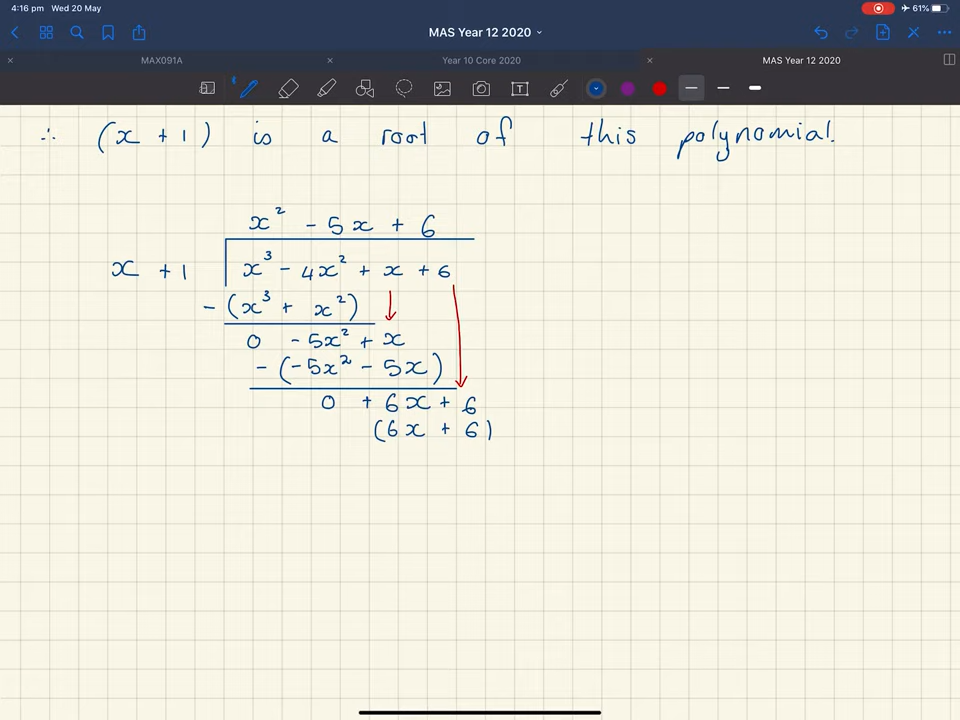 4:16 pm Wed 20 May
61%
MAS Year 12 2020
MAX091A
Year 10 Core 2020
MAS Year 12 2020
∴ (x + 1) is a root of this polynomial.
x² - 5x + 6
x + 1 x³ - 4x² + x + 6
- (x³ + x²)
0 - 5x² + x
- (-5x² - 5x)
0 + 6x + 6
(6x + 6)